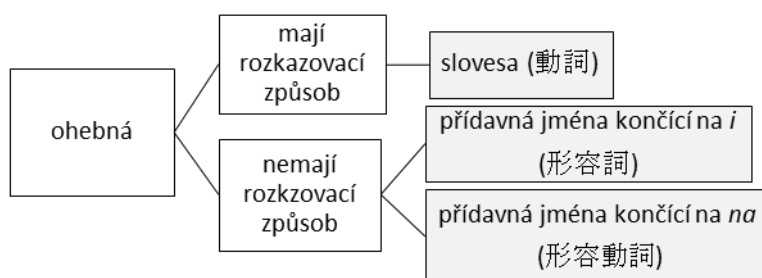 ohebná
mají
rozkazovací
způsob
slovesa (動詞)
nemají
rozkzovací
způsob
přídavná jména končící na i
(形容詞)
přídavná jména končící na na
(形容動詞)